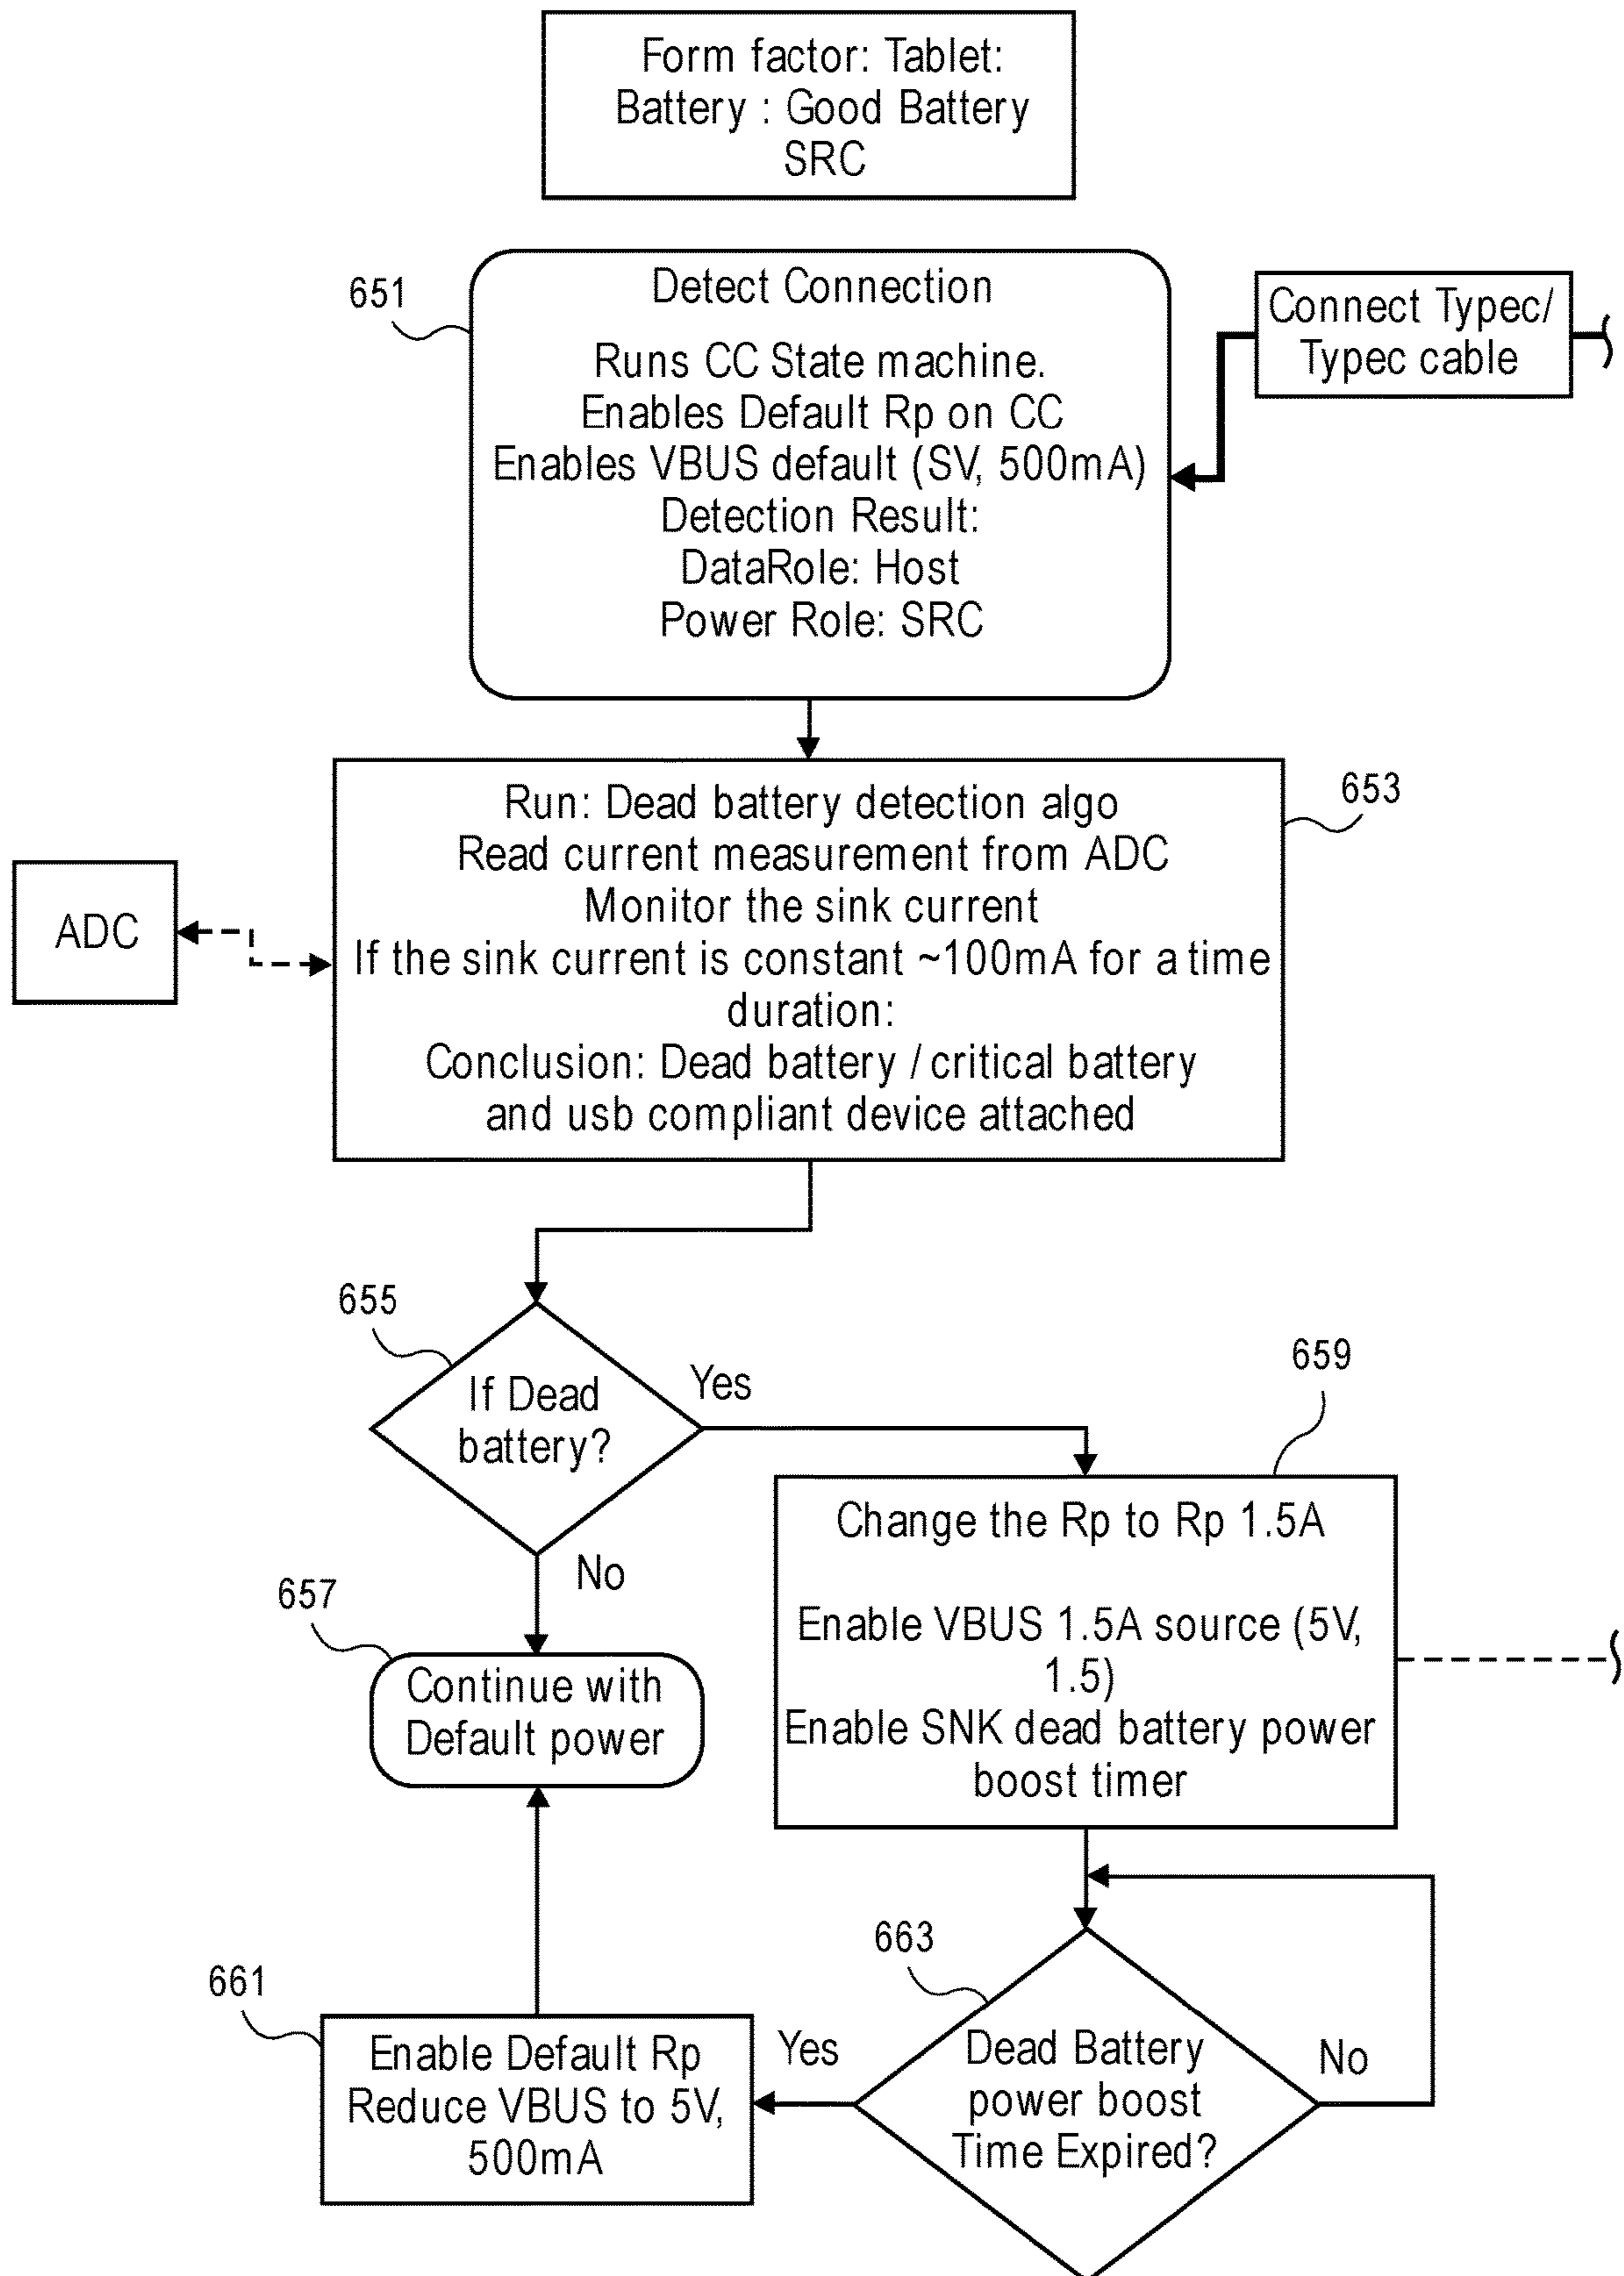 Form factor: Tablet:
Battery : Good Battery
SRC
651
Detect Connection
Runs CC State machine.
Enables Default Rp on CC
Enables VBUS default (SV, 500mA)
Detection Result:
DataRole: Host
Power Role: SRC
Connect Typec/
Typec cable
653
Run: Dead battery detection algo
Read current measurement from ADC
Monitor the sink current
If the sink current is constant ~100mA for a time
duration:
Conclusion: Dead battery / critical battery
and usb compliant device attached
ADC
655
If Dead
battery?
Yes
No
659
Change the Rp to Rp 1.5A
Enable VBUS 1.5A source (5V,
1.5)
Enable SNK dead battery power
boost timer
657
Continue with
Default power
663
Dead Battery
power boost
Time Expired?
No
Yes
661
Enable Default Rp
Reduce VBUS to 5V,
500mA